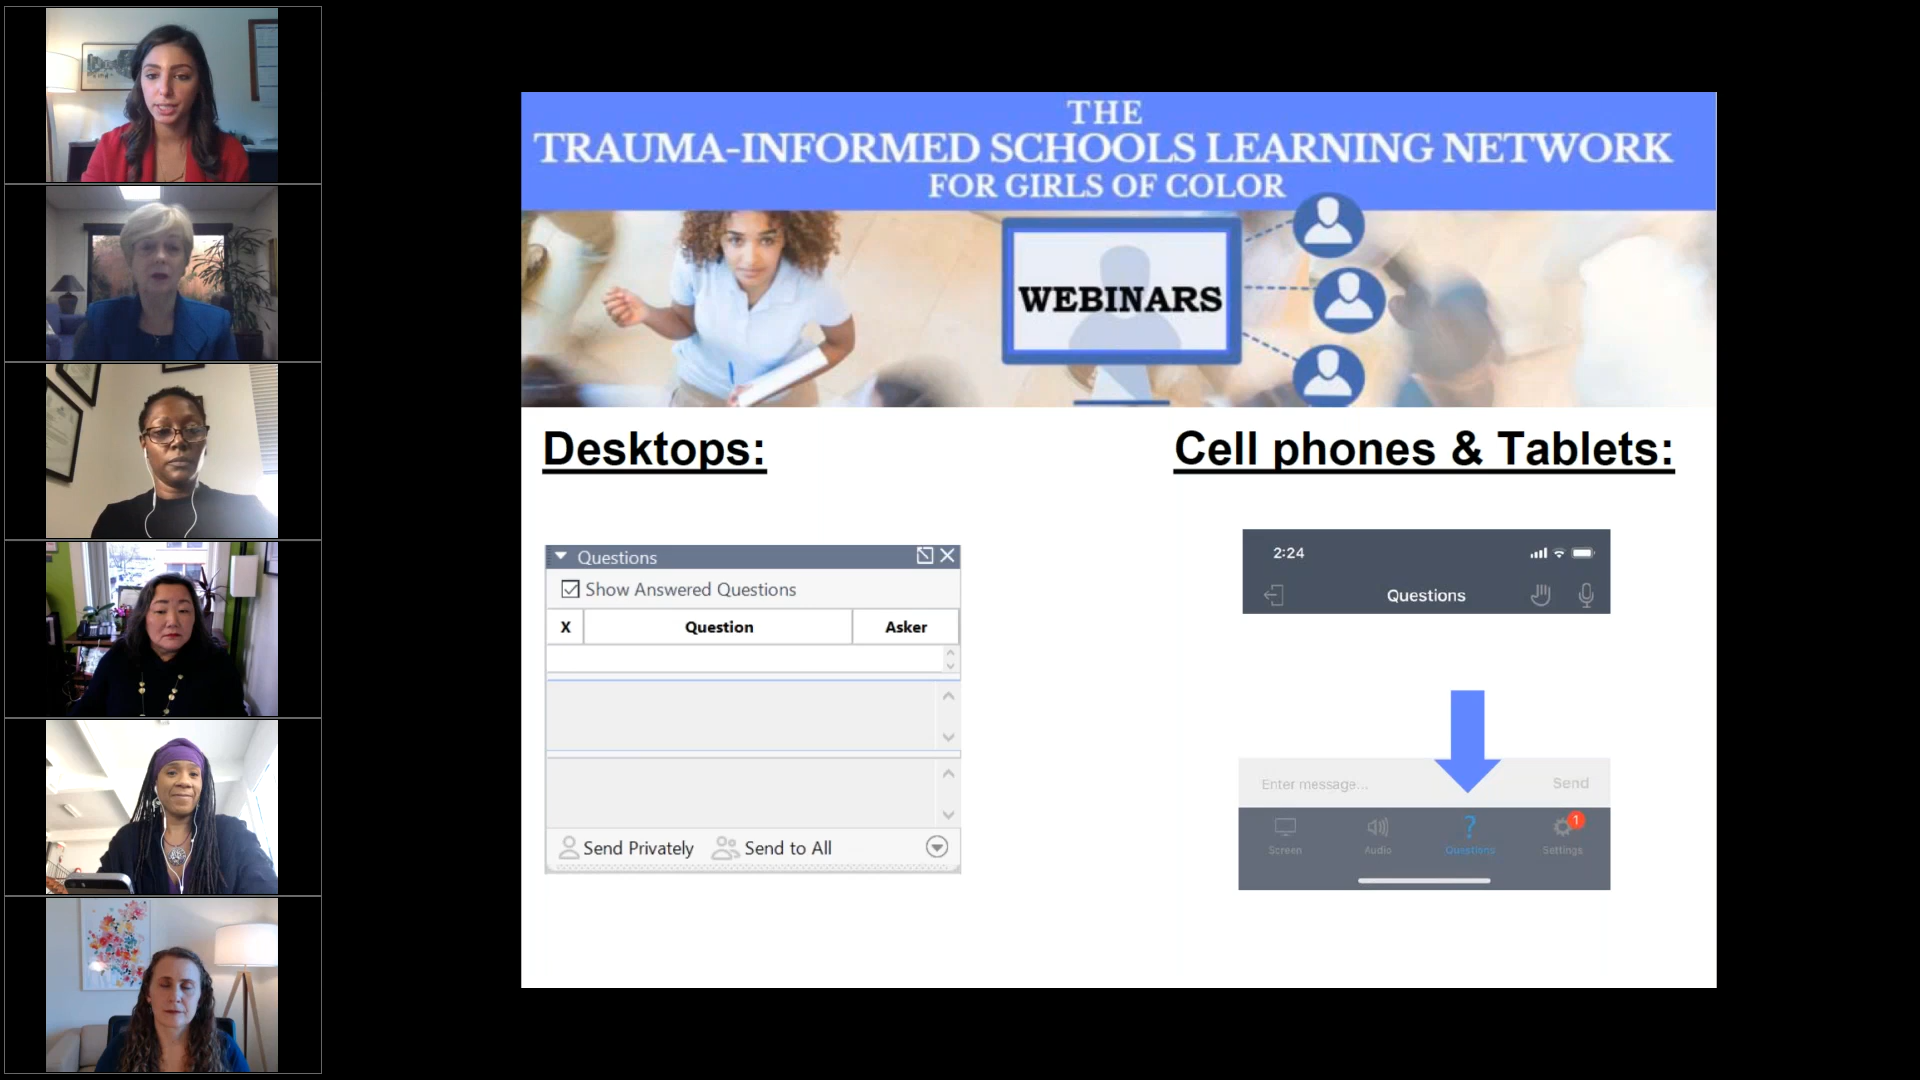 THE
TRAUMA-INFORMED SCHOOLS LEARNING NETWORK
FOR GIRLS OF COLOR
WEBINARS
Desktops:
Cell phones & Tablets:
Questions
Show Answered Questions
X Question Asker
Send Privately Send to All
2:24
Questions
Enter message... Send
1
Screen Audio Questions Settings